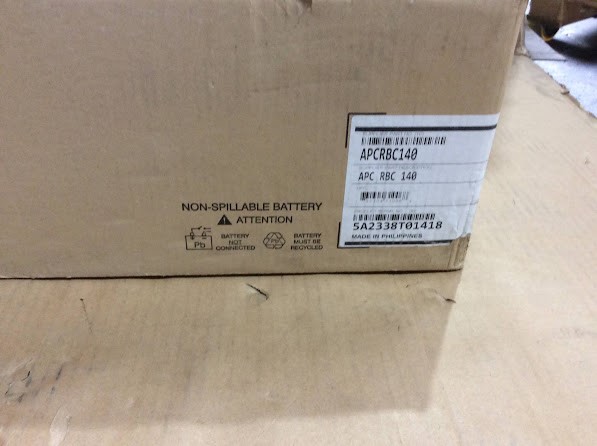 APCRBC140
APC RBC 140
5A2338T01418
MADE IN PHILIPPINES
NON-SPILLABLE BATTERY
ATTENTION
Pb
BATTERY
NOT
CONNECTED
BATTERY
MUST BE
RECYCLED